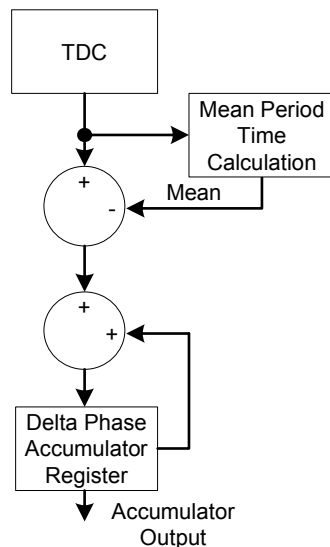 TDC
Mean Period
Time
Calculation
+
-
Mean
+
+
Delta Phase
Accumulator
Register
Accumulator
Output